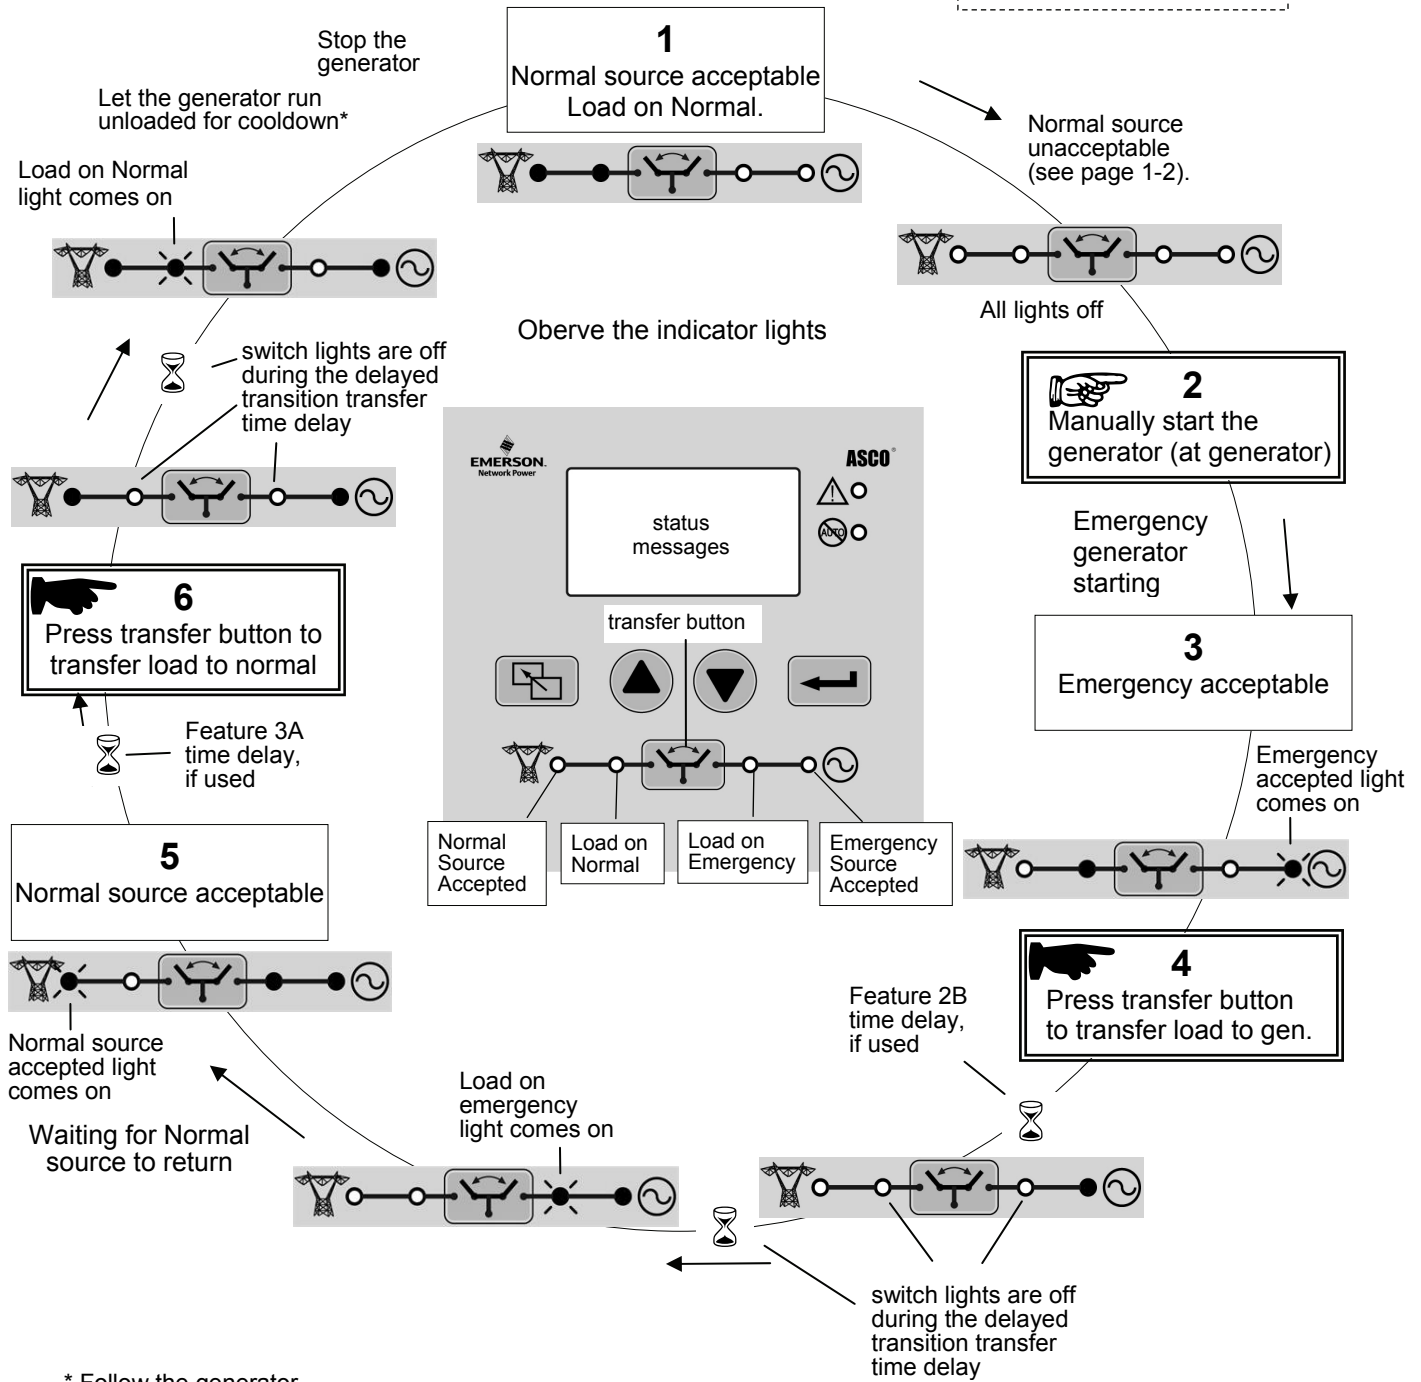 Stop the
generator
1
Normal source acceptable
Load on Normal.
Let the generator run
unloaded for cooldown*
Load on Normal
light comes on
Normal source
unacceptable
(see page 1-2).
All lights off
2
Manually start the
generator (at generator)
Emergency
generator
starting
3
Emergency acceptable
Emergency
accepted light
comes on
4
Press transfer button
to transfer load to gen.
Feature 2B
time delay,
if used
switch lights are off
during the delayed
transition transfer
time delay
Load on
emergency
light comes on
Waiting for Normal
source to return
Normal source
accepted light
comes on
5
Normal source acceptable
Feature 3A
time delay,
if used
6
Press transfer button to
transfer load to normal
switch lights are off
during the delayed
transition transfer
time delay
Oberve the indicator lights
EMERSON.
Network Power
ASCO®
status
messages
AUTO
transfer button
Normal
Source
Accepted
Load on
Normal
Load on
Emergency
Emergency
Source
Accepted
* Follow the generator